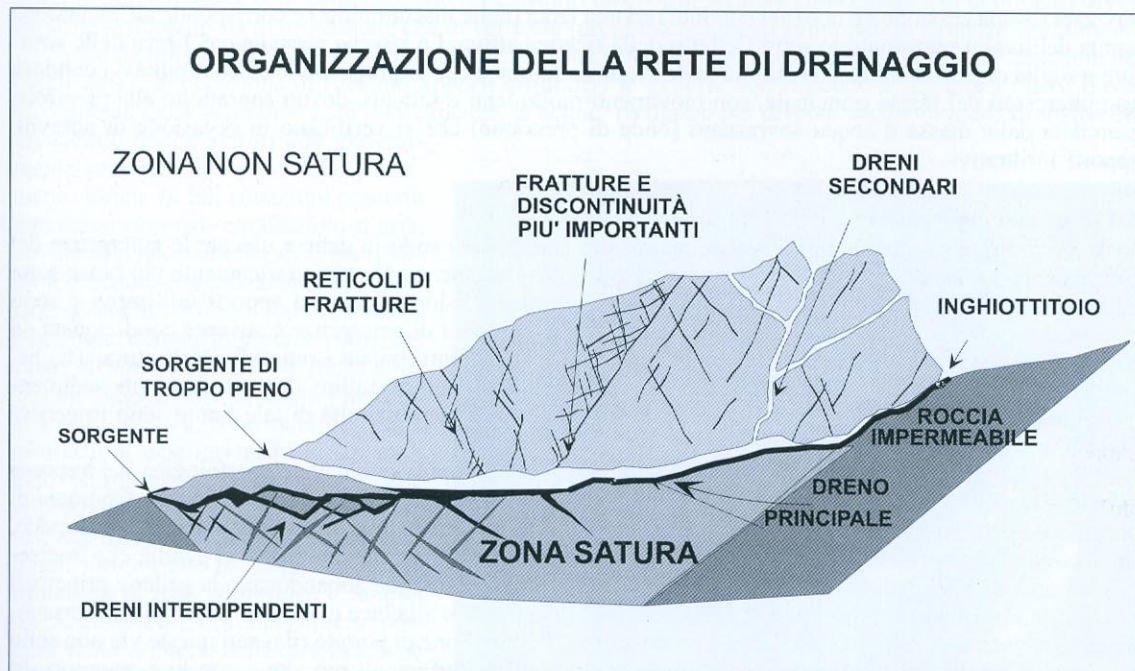 ORGANIZZAZIONE DELLA RETE DI DRENAGGIO
ZONA NON SATURA
FRATTURE E
DISCONTINUITÀ
PIU' IMPORTANTI
DRENI
SECONDARI
RETICOLI DI
FRATTURE
INGHIOTTITOIO
SORGENTE DI
TROPPO PIENO
SORGENTE
ROCCIA
IMPERMEABILE
DRENO
PRINCIPALE
ZONA SATURA
DRENI INTERDIPENDENTI